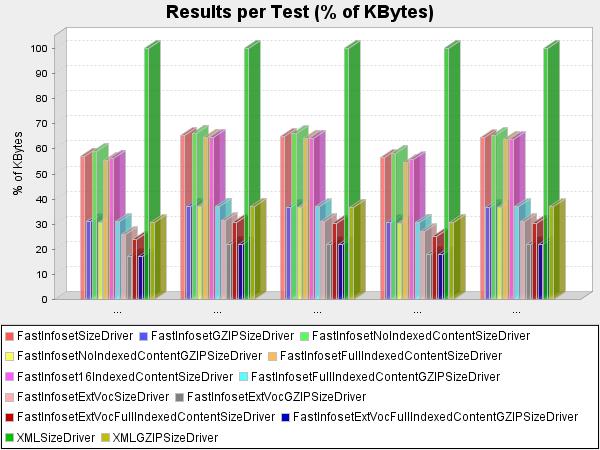 Results per Test (% of KBytes)
% of KBytes
100
90
80
70
60
50
40
30
20
10
0
... ... ... ... ...
FastInfosetSizeDriver FastInfosetGZIPSizeDriver FastInfosetNoIndexedContentSizeDriver
FastInfosetNoIndexedContentGZIPSizeDriver FastInfosetFullIndexedContentSizeDriver
FastInfoset16IndexedContentSizeDriver FastInfosetFullIndexedContentGZIPSizeDriver
FastInfosetExtVocSizeDriver FastInfosetExtVocGZIPSizeDriver
FastInfosetExtVocFullIndexedContentSizeDriver FastInfosetExtVocFullIndexedContentGZIPSizeDriver
XMLSizeDriver XMLGZIPSizeDriver